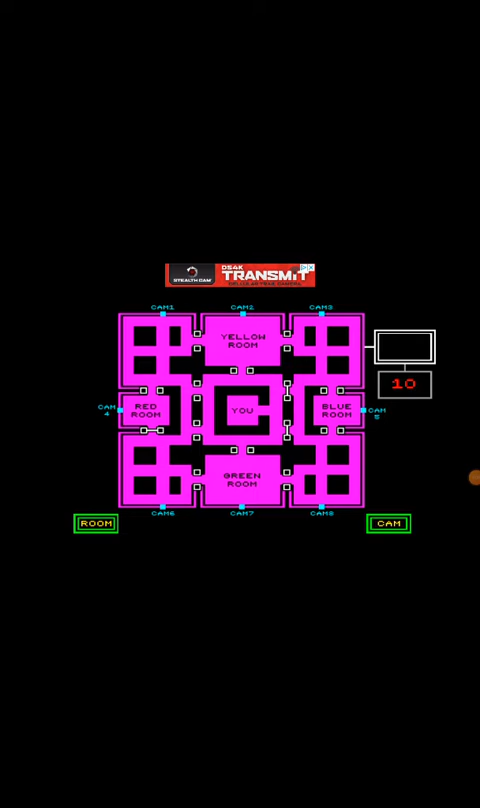 DS4K
STEALTH CAM
TRANSMIT
CAM1 CAM2 CAM3
YELLOW
ROOM
10
RED
ROOM
YOU
BLUE
ROOM
CAM
4
CAM
5
GREEN
ROOM
CAM6 CAM7 CAM8
ROOM
CAM